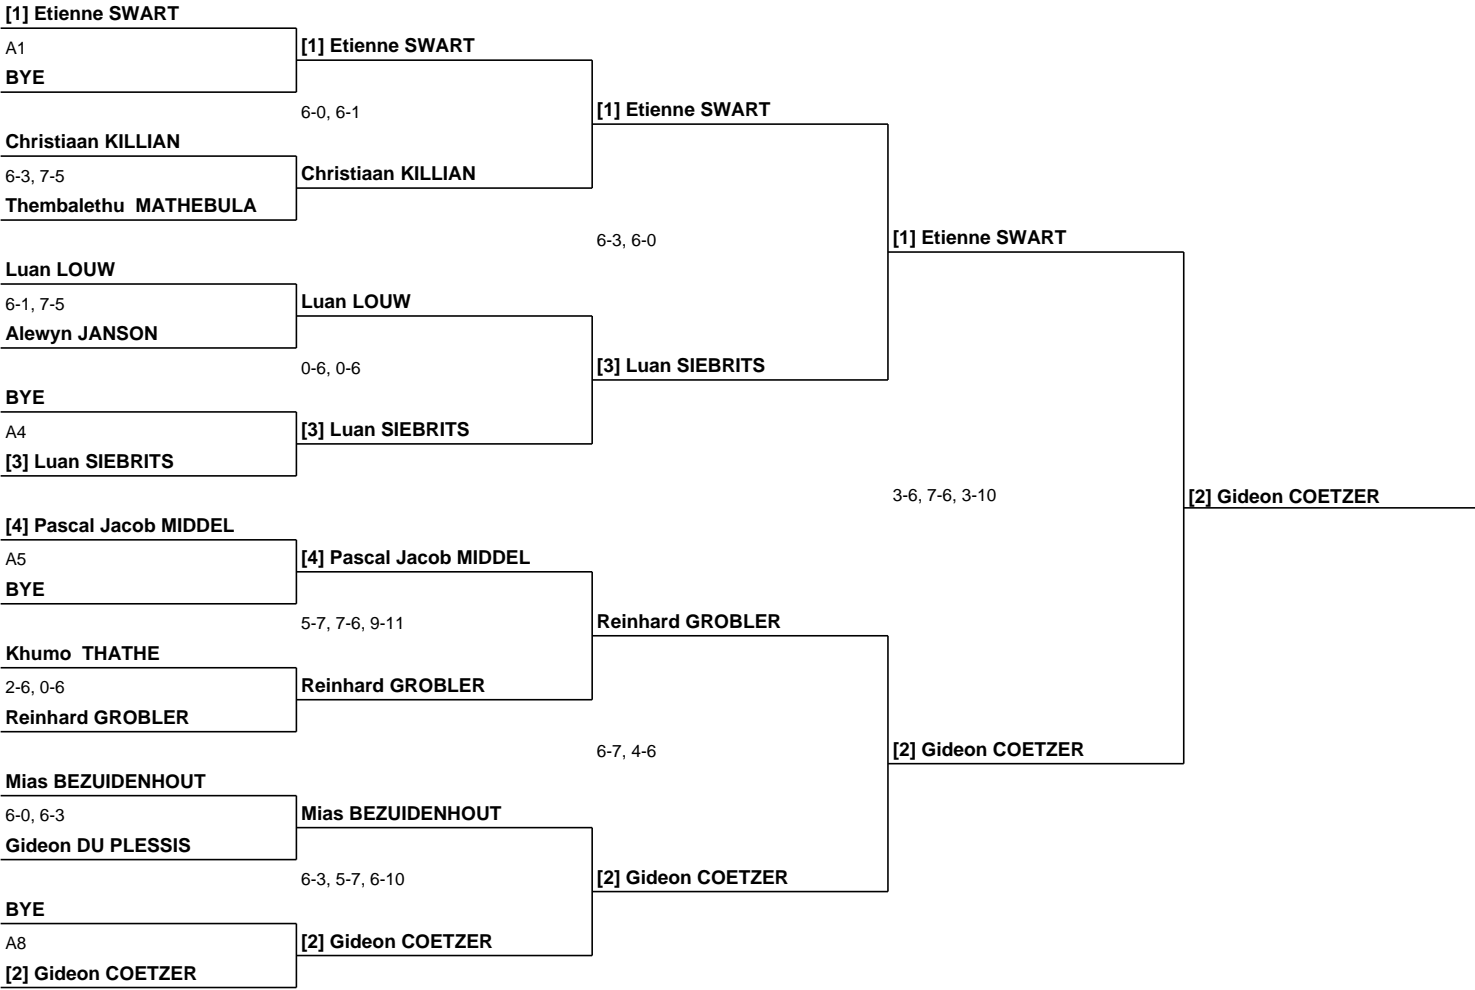 [1] Etienne SWART
A1
BYE
Christiaan KILLIAN
6-3, 7-5
Thembalethu  MATHEBULA
Luan LOUW
6-1, 7-5
Alewyn JANSON
BYE
A4
[3] Luan SIEBRITS
[4] Pascal Jacob MIDDEL
A5
BYE
Khumo  THATHE
2-6, 0-6
Reinhard GROBLER
Mias BEZUIDENHOUT
6-0, 6-3
Gideon DU PLESSIS
BYE
A8
[2] Gideon COETZER
[1] Etienne SWART
6-0, 6-1
Christiaan KILLIAN
Luan LOUW
0-6, 0-6
[3] Luan SIEBRITS
[4] Pascal Jacob MIDDEL
5-7, 7-6, 9-11
Reinhard GROBLER
Mias BEZUIDENHOUT
6-3, 5-7, 6-10
[2] Gideon COETZER
[1] Etienne SWART
6-3, 6-0
[3] Luan SIEBRITS
Reinhard GROBLER
6-7, 4-6
[2] Gideon COETZER
[1] Etienne SWART
3-6, 7-6, 3-10
[2] Gideon COETZER
[2] Gideon COETZER